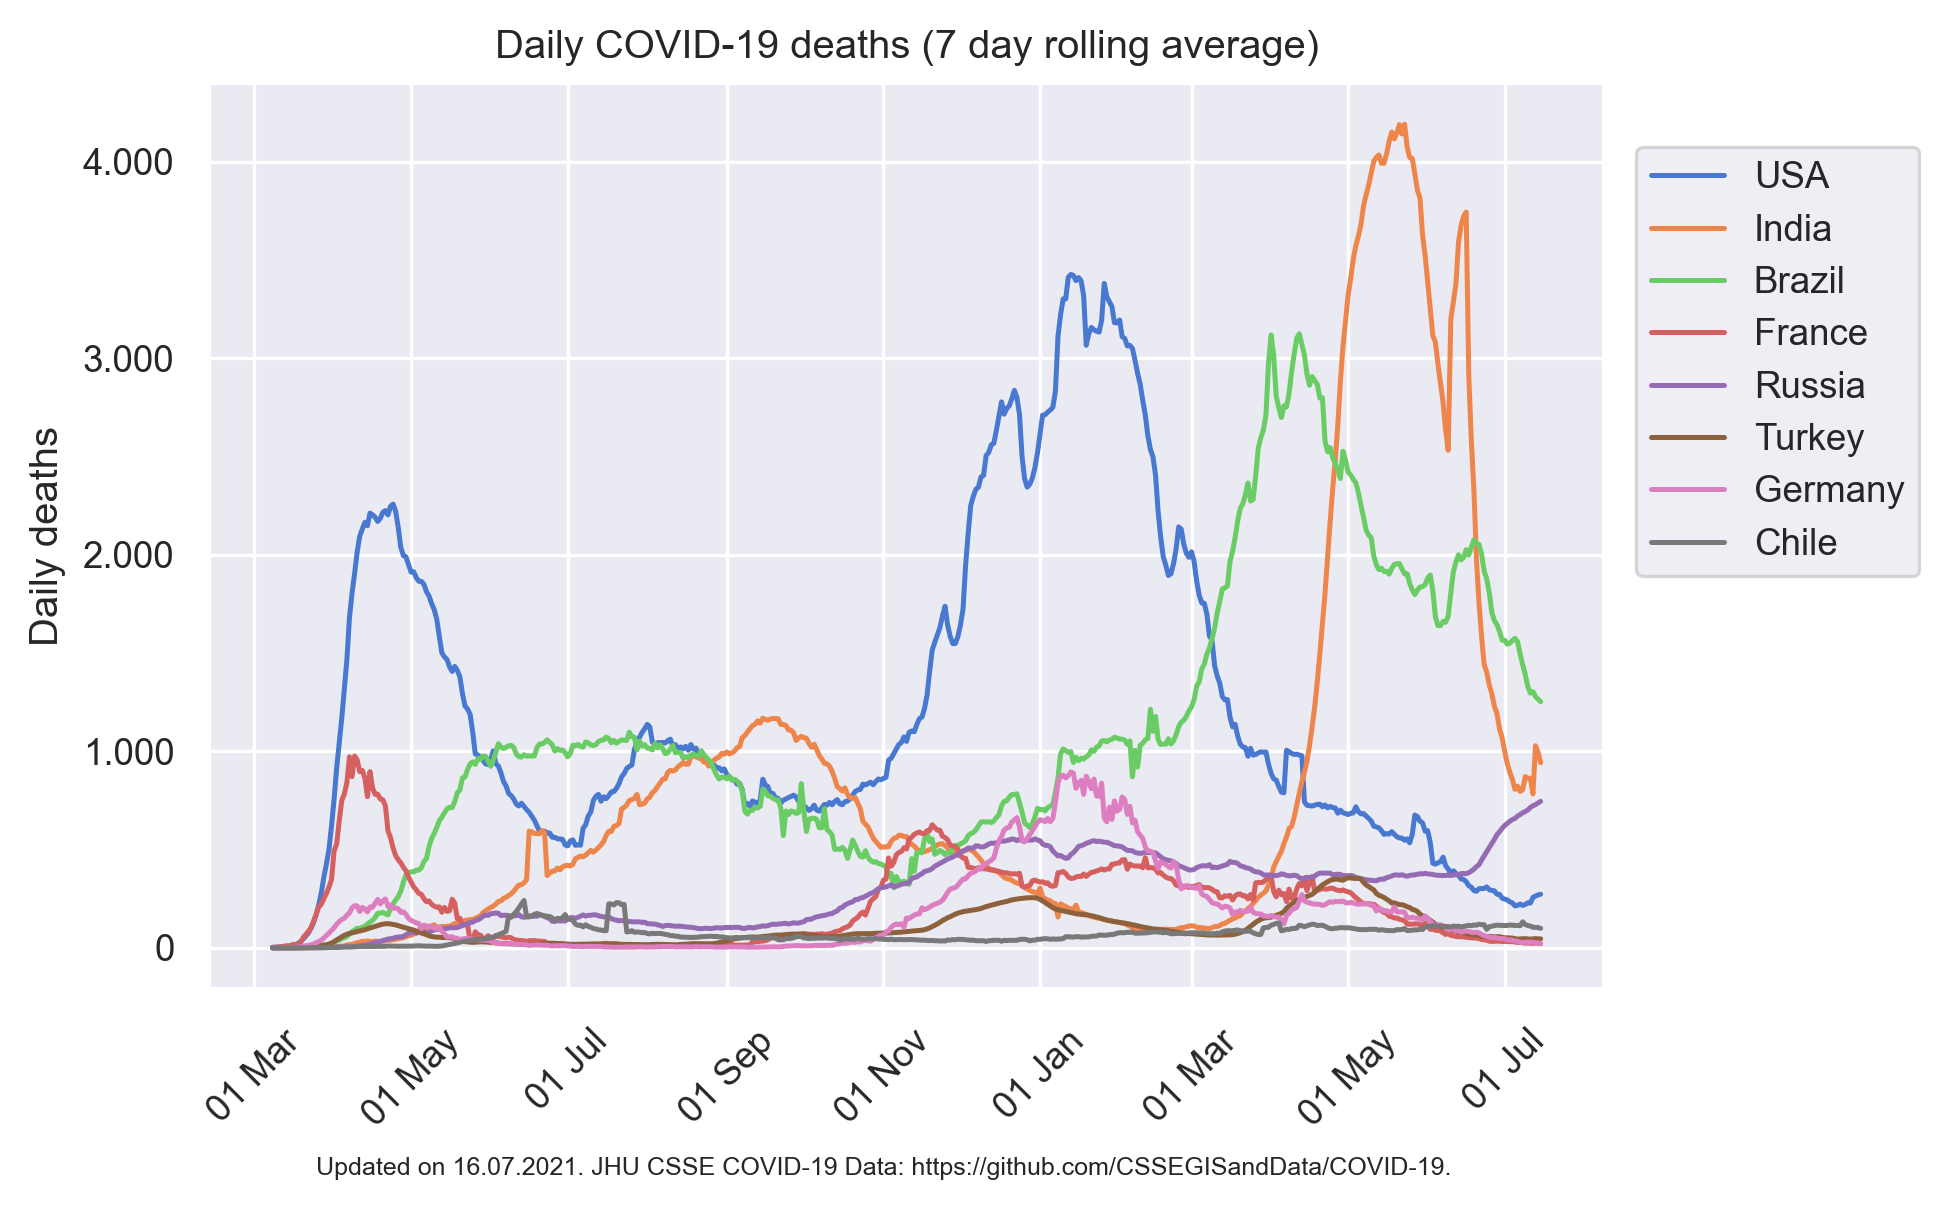 Daily COVID-19 deaths (7 day rolling average)
Daily deaths
4.000
3.000
2.000
1.000
0
01 Mar
01 May
01 Jul
01 Sep
01 Nov
01 Jan
01 Mar
01 May
01 Jul
USA
India
Brazil
France
Russia
Turkey
Germany
Chile
Updated on 16.07.2021. JHU CSSE COVID-19 Data: https://github.com/CSSEGISandData/COVID-19.